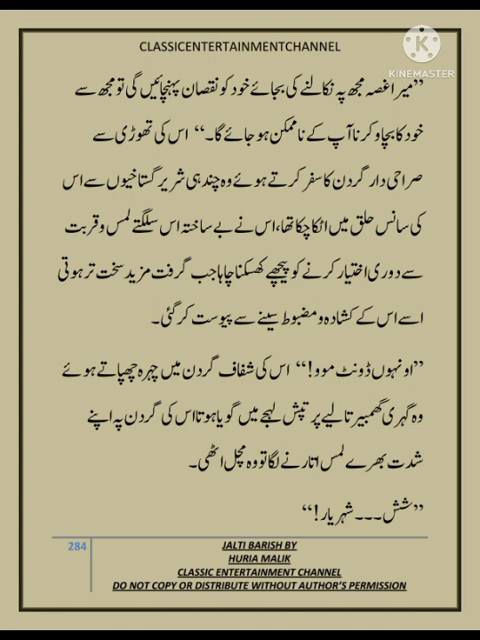 CLASSICENTERTAINMENTCHANNEL
KINEMASTER
”میرا غصہ مجھ پہ نکالنے کی بجائے خود کو نقصان پہنچائیں گی تو مجھ سے
خود کا بچاو کرنا آپ کے ناممکن ہو جائے گا۔“ اس کی تھوڑی سے
صراحی دار گردن کا سفر کرتے ہوئے وہ چند ہی شریر گستاخیوں سے اس
کی سانس حلق میں اٹکا چکا تھا، اس نے بے ساختہ اس سلگتے لمس و قربت
سے دوری اختیار کرنے کو پیچھے کھسکنا چاہا جب گرفت مزید سخت تر ہوتی
اسے اس کے کشادہ و مضبوط سینے سے پیوست کر گئی۔
”اونہوں ڈونٹ موو!“ اس کی شفاف گردن میں چہرہ چھپاتے ہوئے
وہ گہری گھمبیرتا لیے پر تپش لہجے میں گویا ہوتا اس کی گردن پہ اپنے
شدت بھرے لمس اتارنے لگا تو وہ مچل اٹھی۔
”شش۔۔۔ شہریار!“
284
JALTI BARISH BY
HURIA MALIK
CLASSIC ENTERTAINMENT CHANNEL
DO NOT COPY OR DISTRIBUTE WITHOUT AUTHOR'S PERMISSION